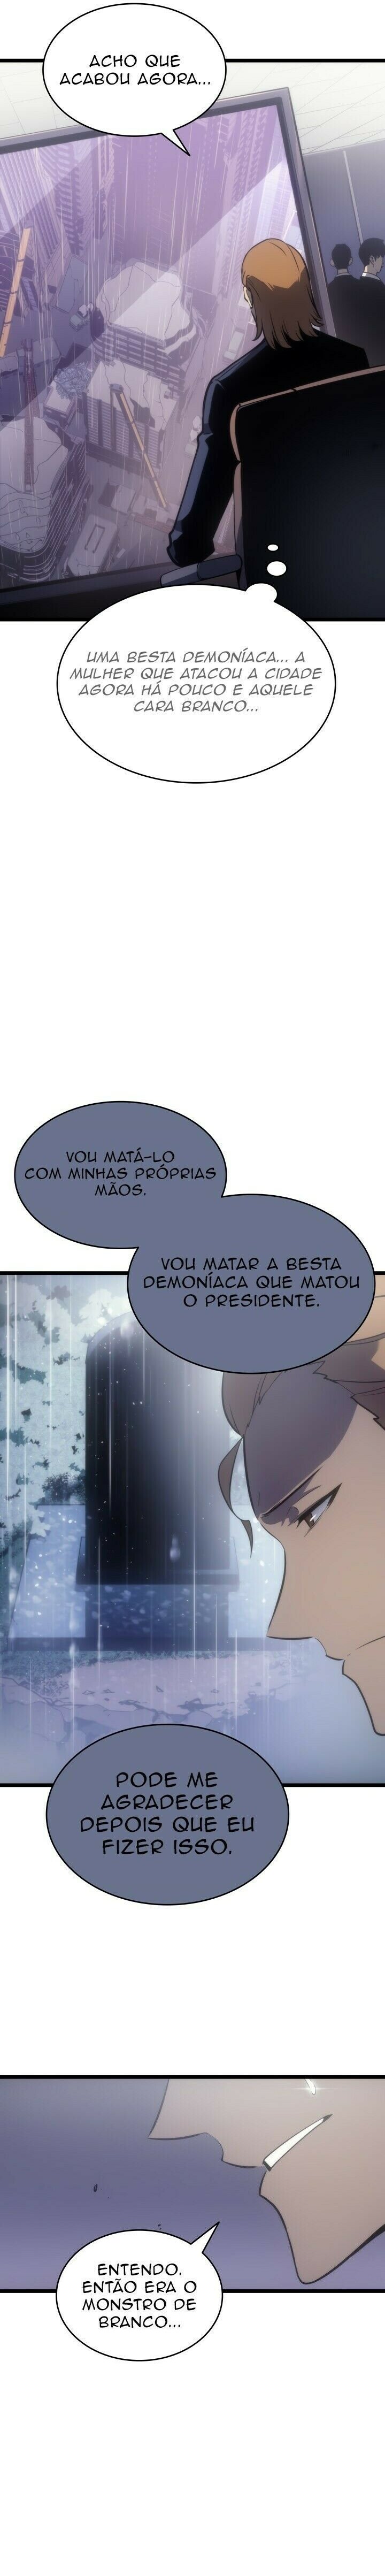 ACHO QUE
ACABOU AGORA...
UMA BESTA DEMONÍACA... A
MULHER QUE ATACOU A CIDADE
AGORA HÁ POUCO E AQUELE
CARA BRANCO...
VOU MATÁ-LO
COM MINHAS PRÓPRIAS
MÃOS.
VOU MATAR A BESTA
DEMONÍACA QUE MATOU
O PRESIDENTE.
PODE ME
AGRADECER
DEPOIS QUE EU
FIZER ISSO.
ENTENDO.
ENTÃO ERA O
MONSTRO DE
BRANCO...